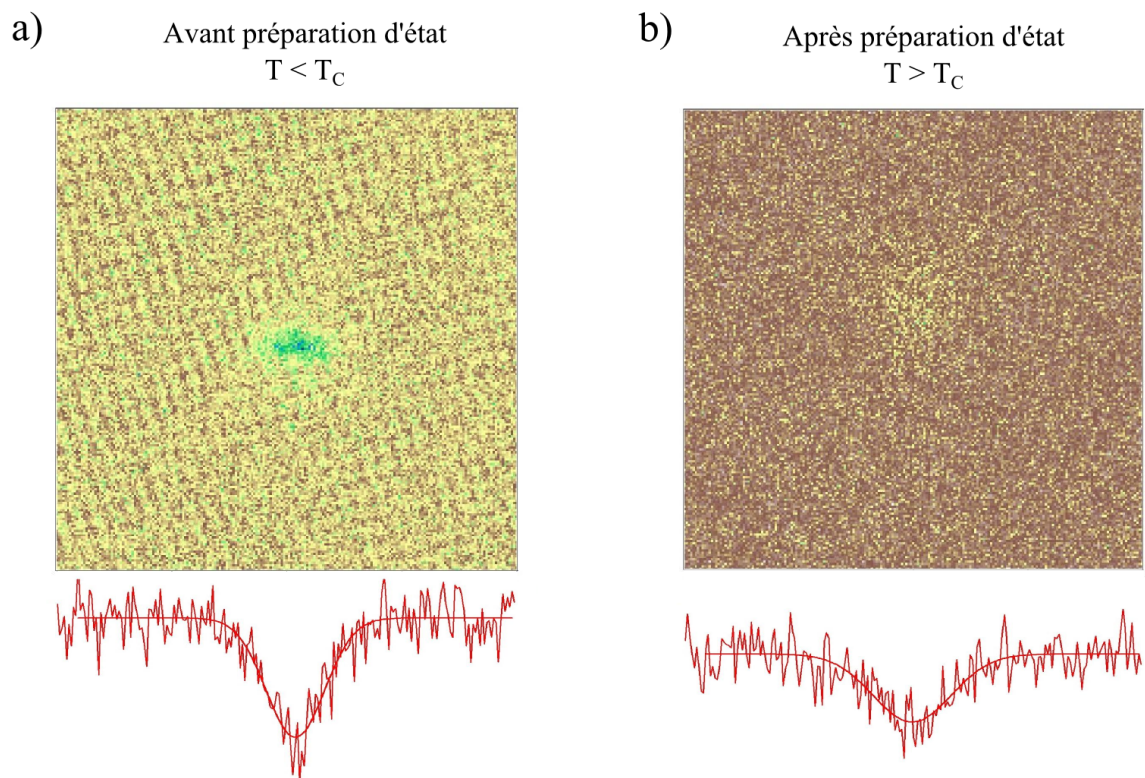 a)
Avant préparation d'état
T < T_C
b)
Après préparation d'état
T > T_C